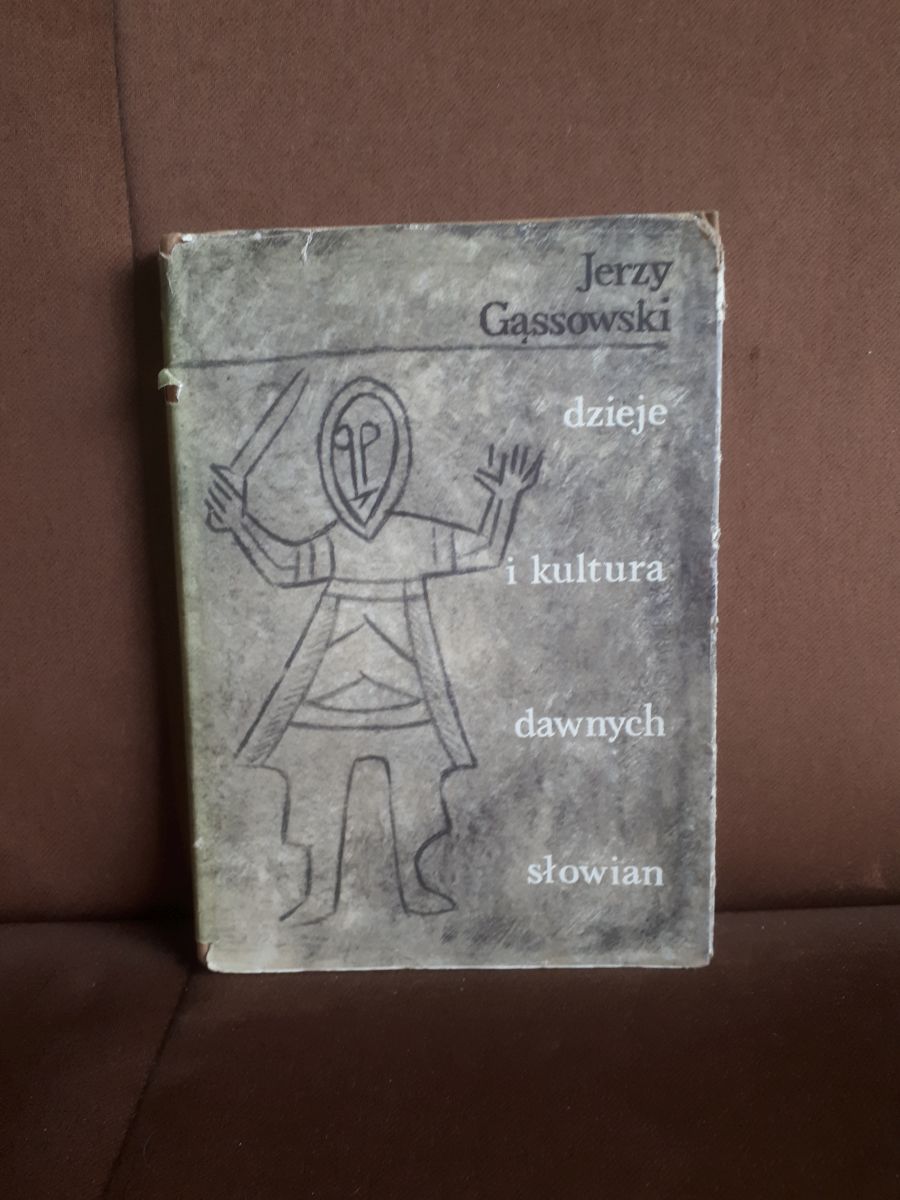 Jerzy
Gąssowski
dzieje
i kultura
dawnych
słowian